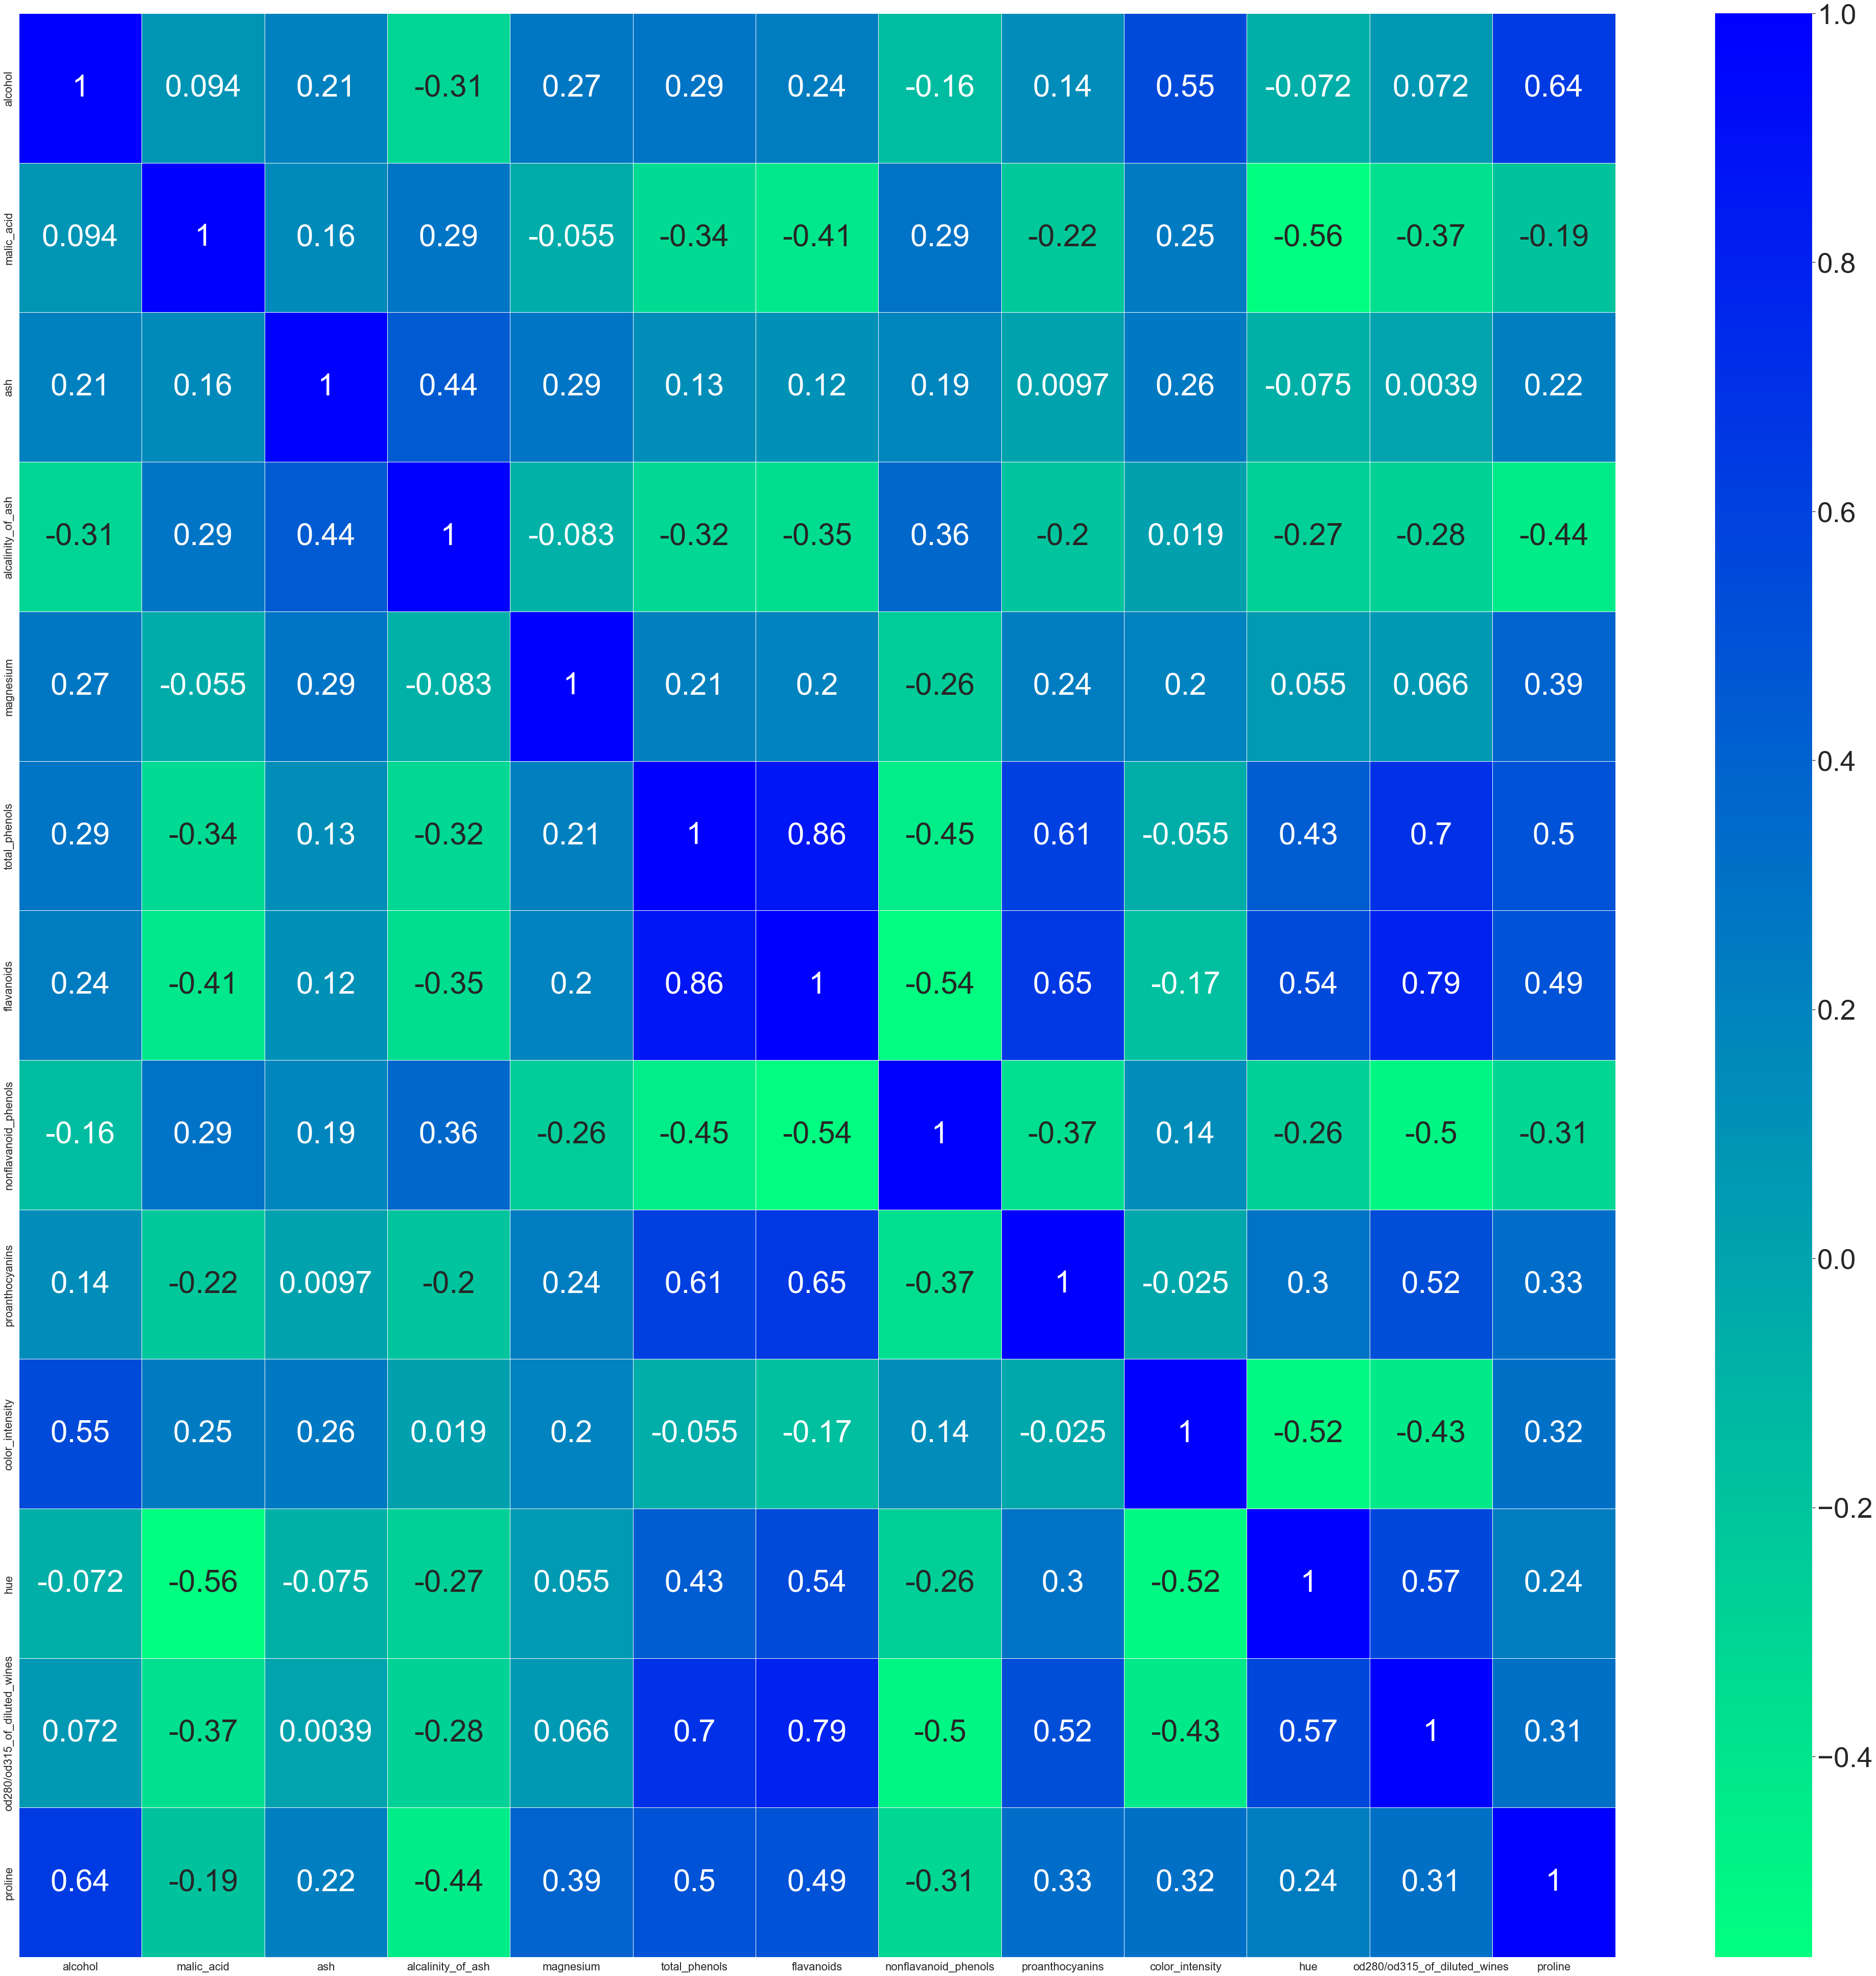 alcohol 1 0.094 0.21 -0.31 0.27 0.29 0.24 -0.16 0.14 0.55 -0.072 0.072 0.64
malic_acid 0.094 1 0.16 0.29 -0.055 -0.34 -0.41 0.29 -0.22 0.25 -0.56 -0.37 -0.19
ash 0.21 0.16 1 0.44 0.29 0.13 0.12 0.19 0.0097 0.26 -0.075 0.0039 0.22
alcalinity_of_ash -0.31 0.29 0.44 1 -0.083 -0.32 -0.35 0.36 -0.2 0.019 -0.27 -0.28 -0.44
magnesium 0.27 -0.055 0.29 -0.083 1 0.21 0.2 -0.26 0.24 0.2 0.055 0.066 0.39
total_phenols 0.29 -0.34 0.13 -0.32 0.21 1 0.86 -0.45 0.61 -0.055 0.43 0.7 0.5
flavanoids 0.24 -0.41 0.12 -0.35 0.2 0.86 1 -0.54 0.65 -0.17 0.54 0.79 0.49
nonflavanoid_phenols -0.16 0.29 0.19 0.36 -0.26 -0.45 -0.54 1 -0.37 0.14 -0.26 -0.5 -0.31
proanthocyanins 0.14 -0.22 0.0097 -0.2 0.24 0.61 0.65 -0.37 1 -0.025 0.3 0.52 0.33
color_intensity 0.55 0.25 0.26 0.019 0.2 -0.055 -0.17 0.14 -0.025 1 -0.52 -0.43 0.32
hue -0.072 -0.56 -0.075 -0.27 0.055 0.43 0.54 -0.26 0.3 -0.52 1 0.57 0.24
od280/od315_of_diluted_wines 0.072 -0.37 0.0039 -0.28 0.066 0.7 0.79 -0.5 0.52 -0.43 0.57 1 0.31
proline 0.64 -0.19 0.22 -0.44 0.39 0.5 0.49 -0.31 0.33 0.32 0.24 0.31 1
alcohol malic_acid ash alcalinity_of_ash magnesium total_phenols flavanoids nonflavanoid_phenols proanthocyanins color_intensity hue od280/od315_of_diluted_wines proline
1.0
0.8
0.6
0.4
0.2
0.0
−0.2
−0.4